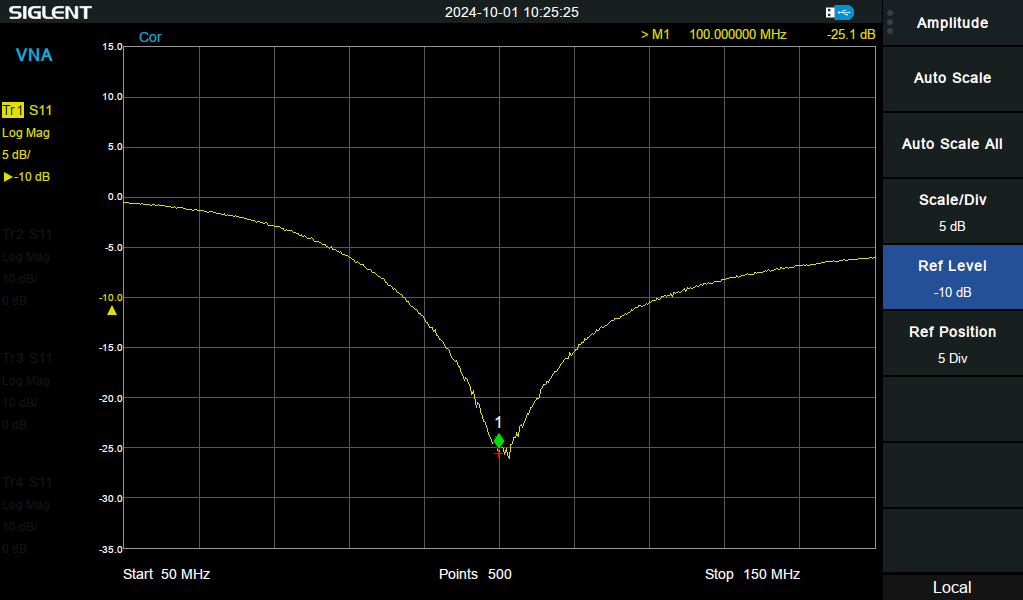 SIGLENT 2024-10-01 10:25:25 Amplitude
VNA
Cor
> M1 100.000000 MHz -25.1 dB
Tr1 S11
Log Mag
5 dB/
▶-10 dB
Tr2 S11
Log Mag
10 dB/
0 dB
Tr3 S11
Log Mag
10 dB/
0 dB
Tr4 S11
Log Mag
10 dB/
0 dB
15.0
10.0
5.0
0.0
-5.0
-10.0
-15.0
-20.0
-25.0
-30.0
-35.0
1
Start 50 MHz Points 500 Stop 150 MHz
Auto Scale
Auto Scale All
Scale/Div
5 dB
Ref Level
-10 dB
Ref Position
5 Div
Local